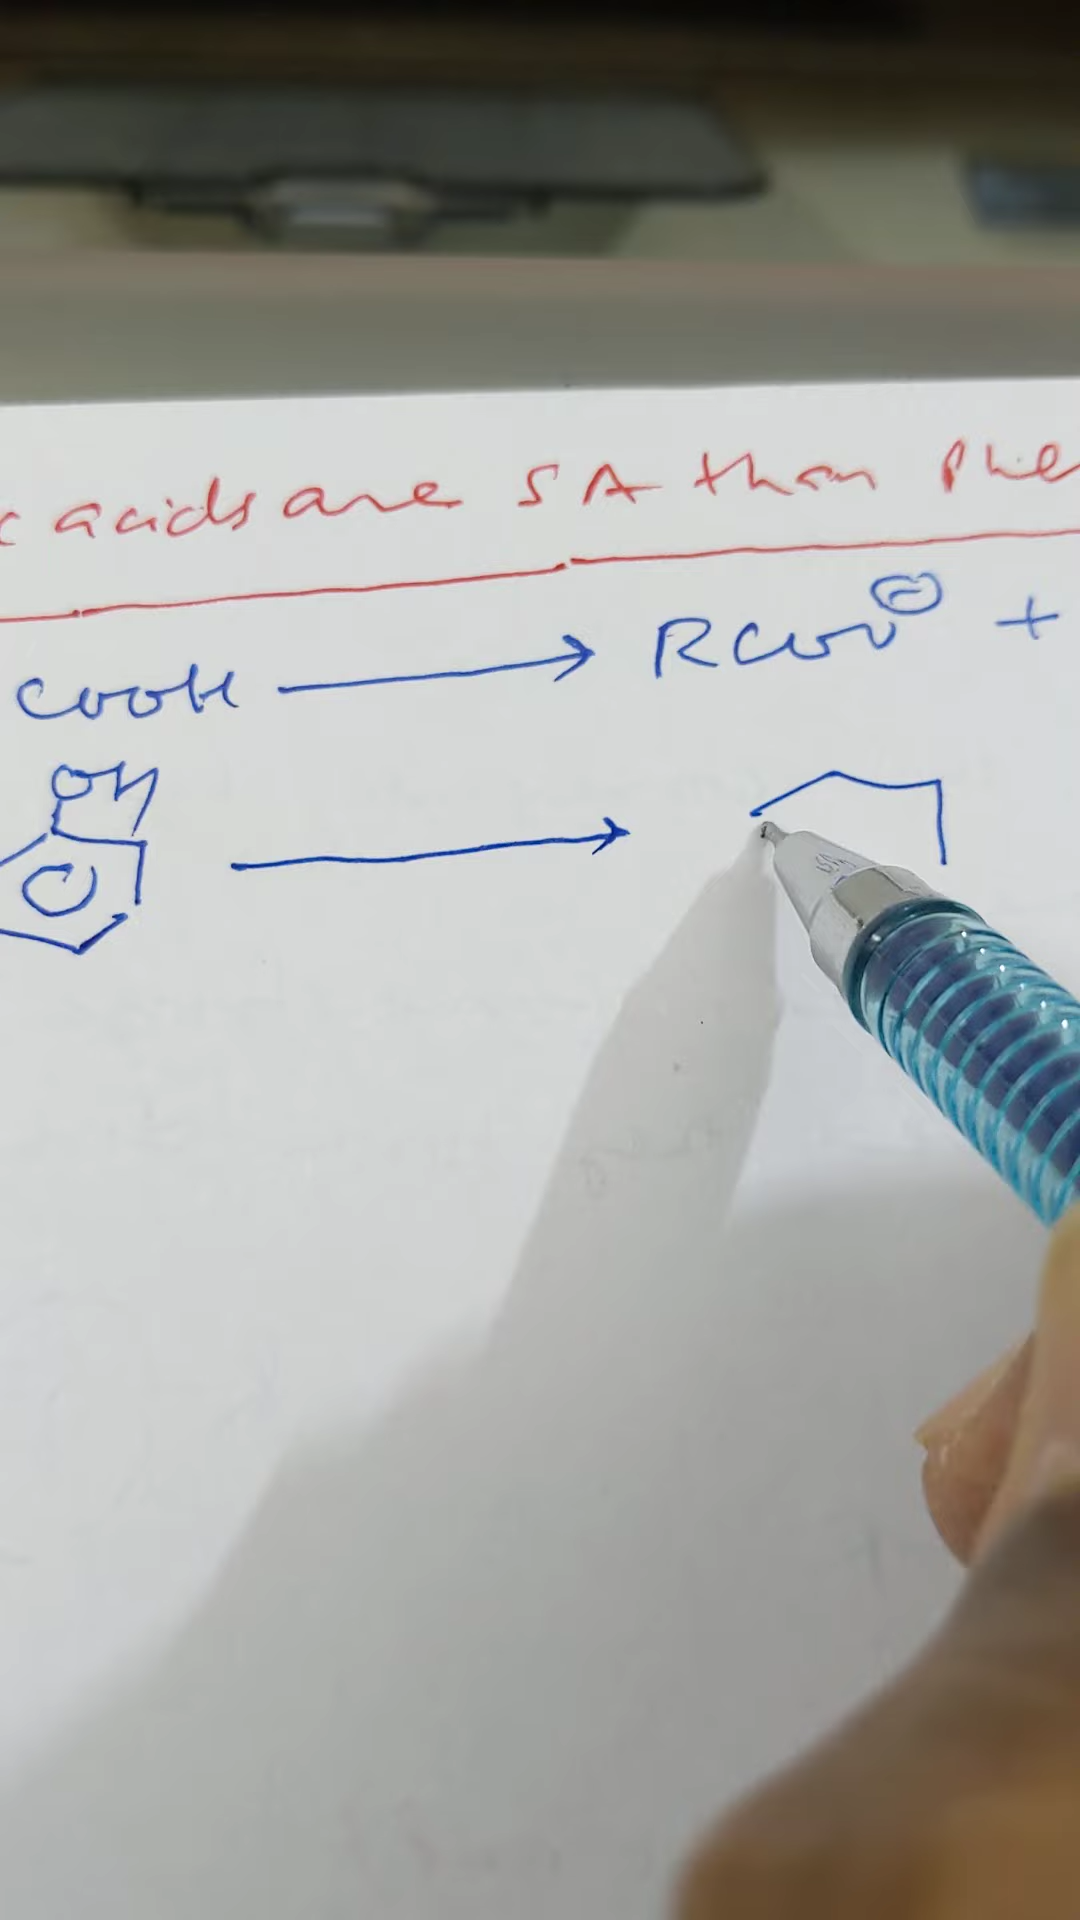 c acids are SA than Phe
COOH ⟶ RCOO⊖ +
OH ⟶